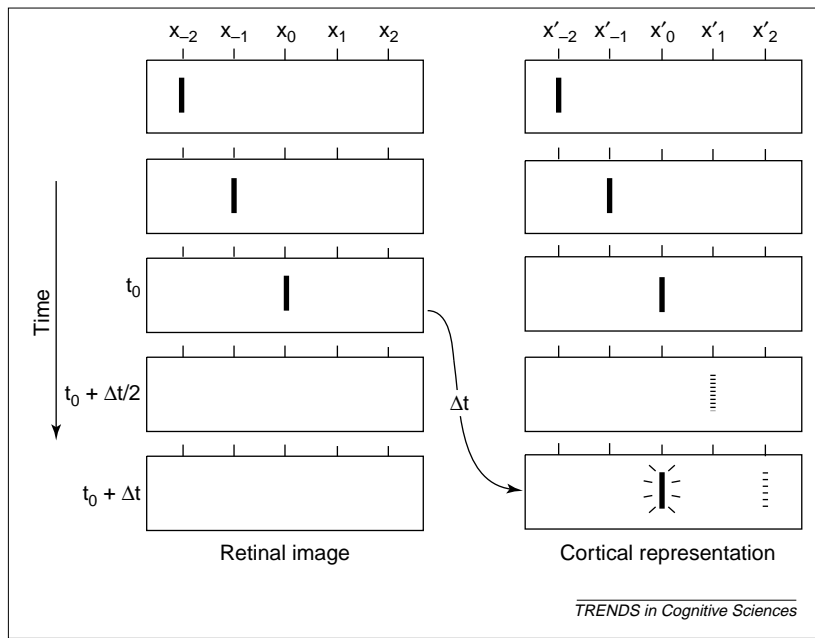 x₋₂ x₋₁ x₀ x₁ x₂
x′₋₂ x′₋₁ x′₀ x′₁ x′₂
Time
t₀
t₀ + Δt/2
t₀ + Δt
Δt
Retinal image
Cortical representation
TRENDS in Cognitive Sciences